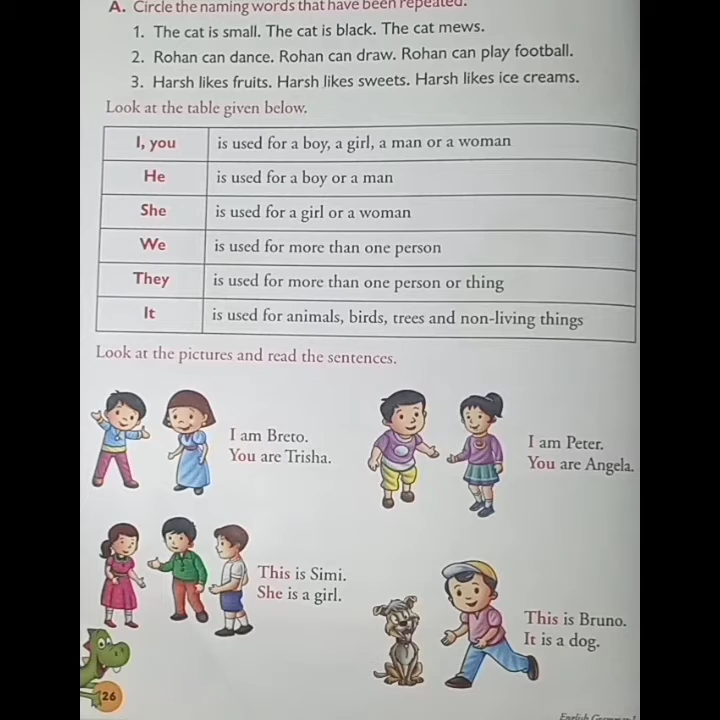 A. Circle the naming words that have been repeated.
1. The cat is small. The cat is black. The cat mews.
2. Rohan can dance. Rohan can draw. Rohan can play football.
3. Harsh likes fruits. Harsh likes sweets. Harsh likes ice creams.
Look at the table given below.
I, you is used for a boy, a girl, a man or a woman
He is used for a boy or a man
She is used for a girl or a woman
We is used for more than one person
They is used for more than one person or thing
It is used for animals, birds, trees and non-living things
Look at the pictures and read the sentences.
I am Breto.
You are Trisha.
I am Peter.
You are Angela.
This is Simi.
She is a girl.
This is Bruno.
It is a dog.
26
English